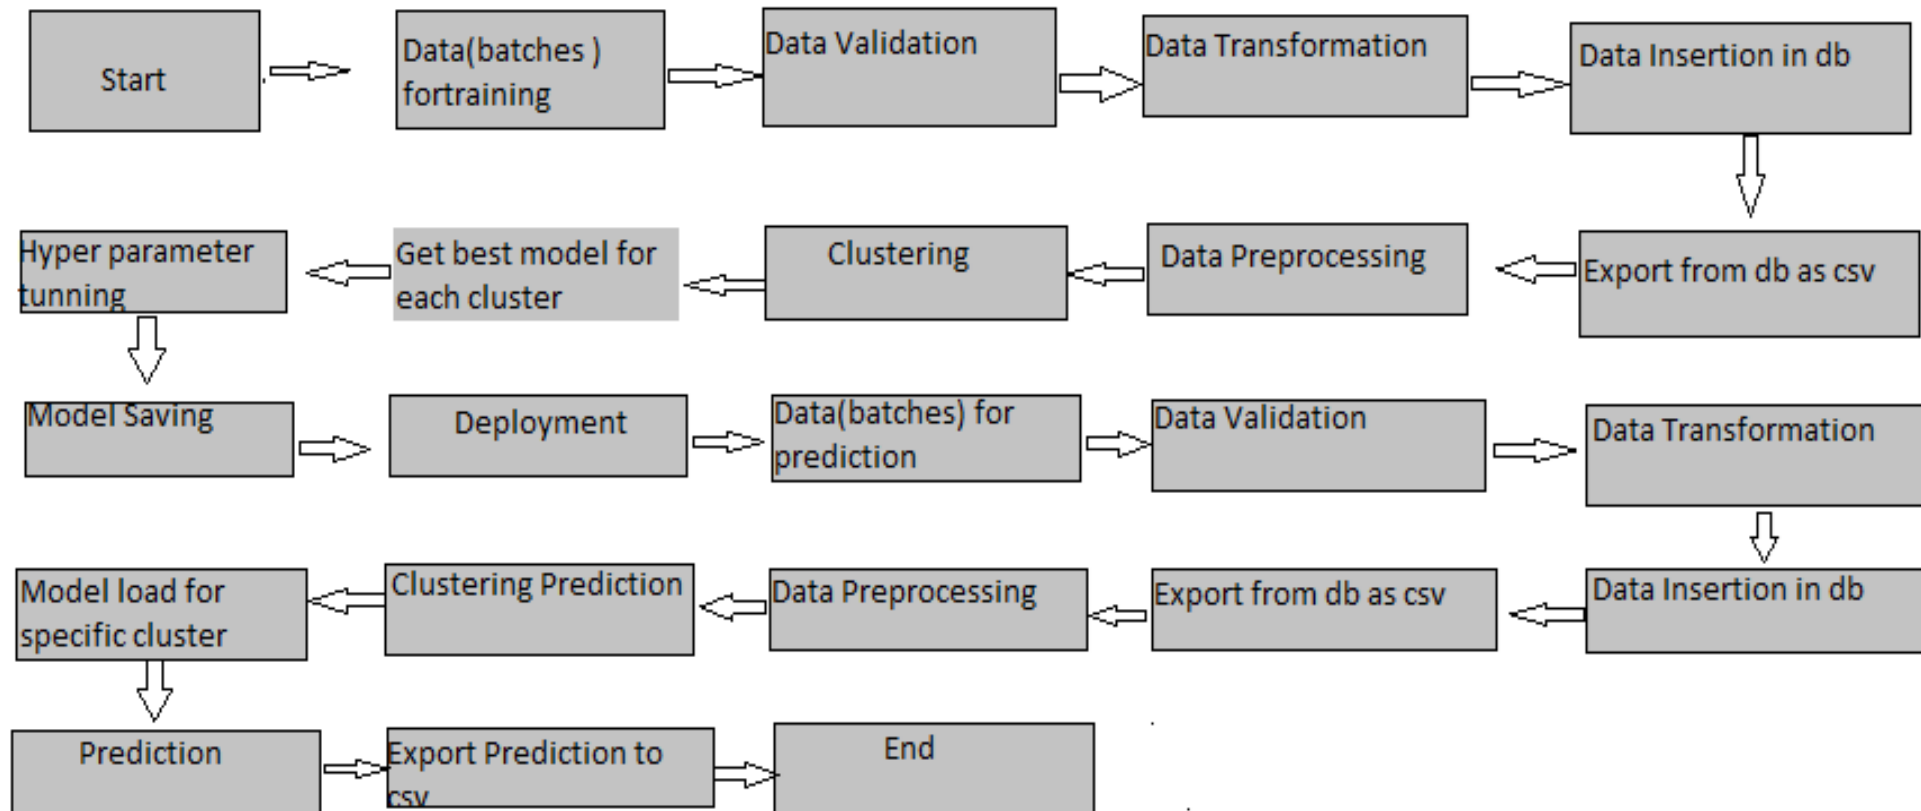 Start
Data(batches )
fortraining
Data Validation
Data Transformation
Data Insertion in db
Export from db as csv
Data Preprocessing
Clustering
Get best model for
each cluster
Hyper parameter
tunning
Model Saving
Deployment
Data(batches) for
prediction
Data Validation
Data Transformation
Data Insertion in db
Export from db as csv
Data Preprocessing
Clustering Prediction
Model load for
specific cluster
Prediction
Export Prediction to
csv
End